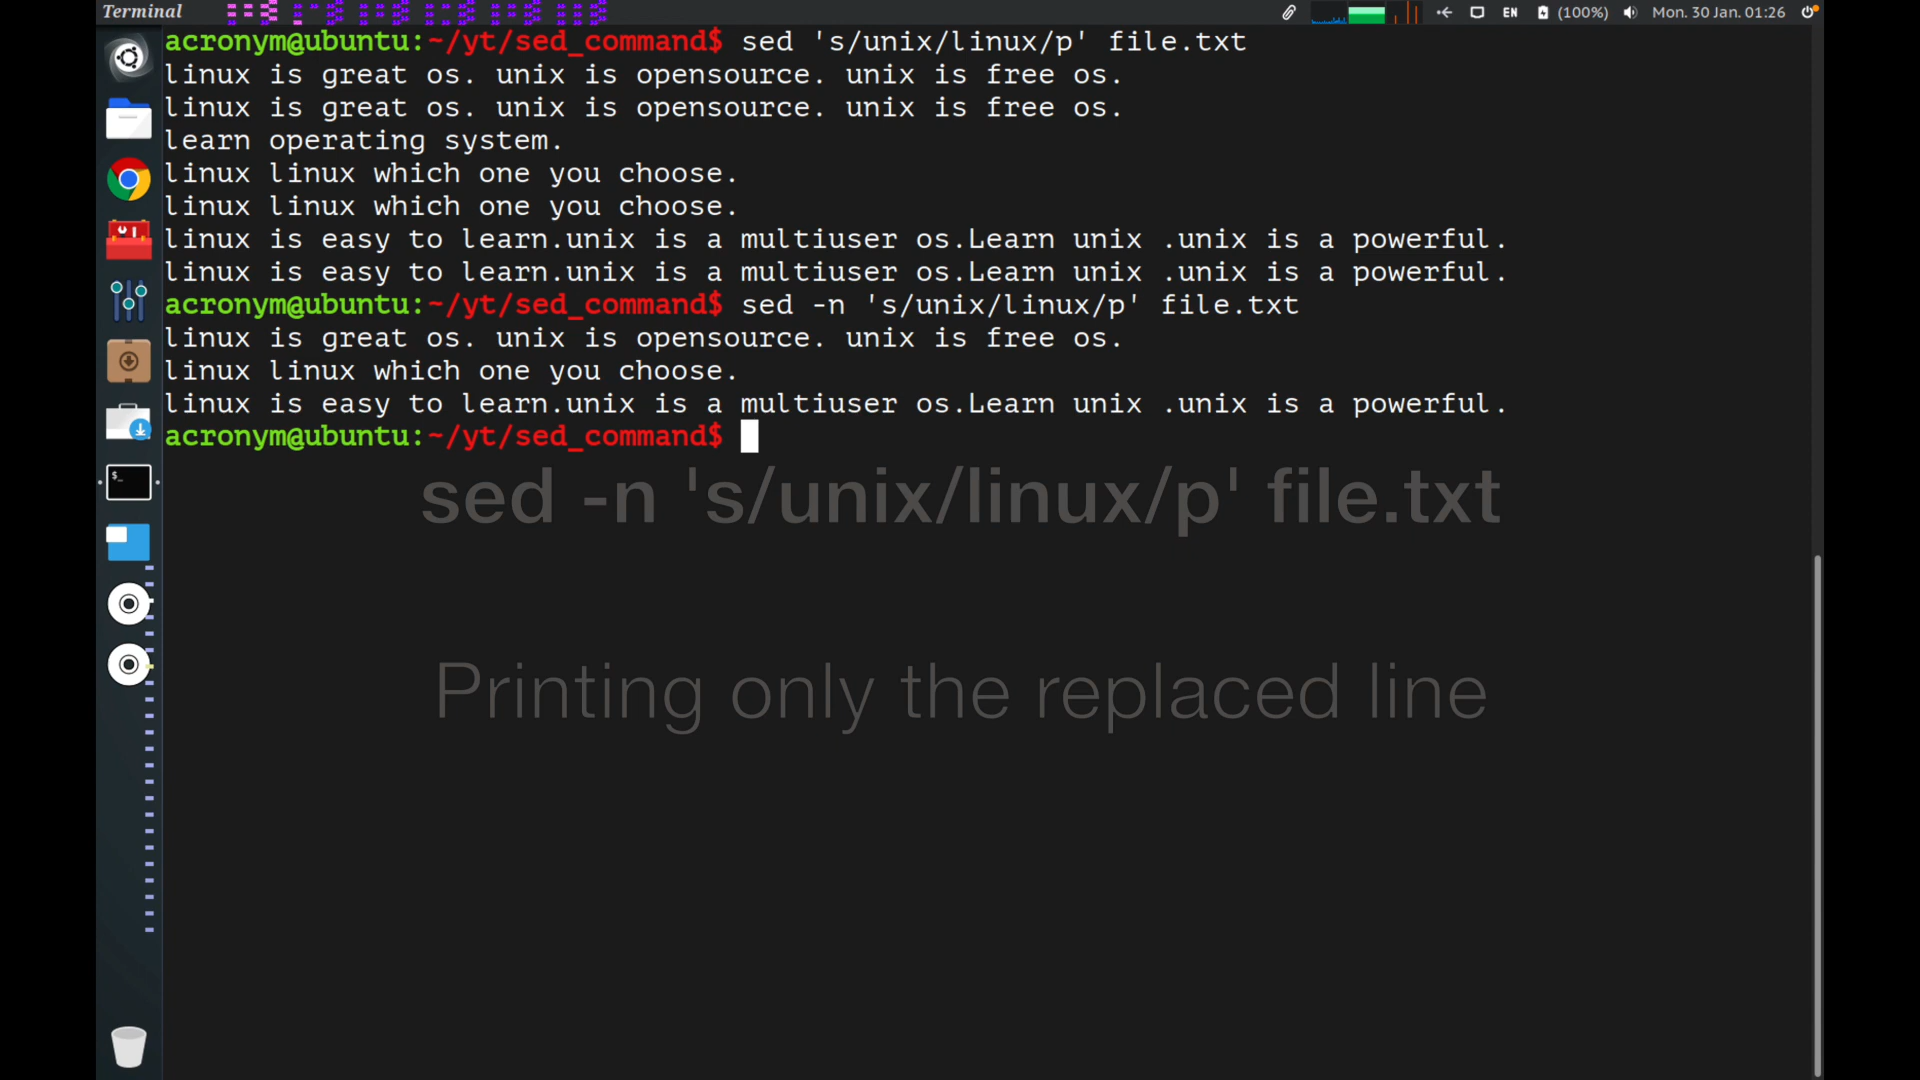 Terminal
EN (100%) Mon. 30 Jan. 01:26
acronym@ubuntu:~/yt/sed_command$ sed 's/unix/linux/p' file.txt
linux is great os. unix is opensource. unix is free os.
linux is great os. unix is opensource. unix is free os.
learn operating system.
linux linux which one you choose.
linux linux which one you choose.
linux is easy to learn.unix is a multiuser os.Learn unix .unix is a powerful.
linux is easy to learn.unix is a multiuser os.Learn unix .unix is a powerful.
acronym@ubuntu:~/yt/sed_command$ sed -n 's/unix/linux/p' file.txt
linux is great os. unix is opensource. unix is free os.
linux linux which one you choose.
linux is easy to learn.unix is a multiuser os.Learn unix .unix is a powerful.
acronym@ubuntu:~/yt/sed_command$
sed -n 's/unix/linux/p' file.txt
Printing only the replaced line